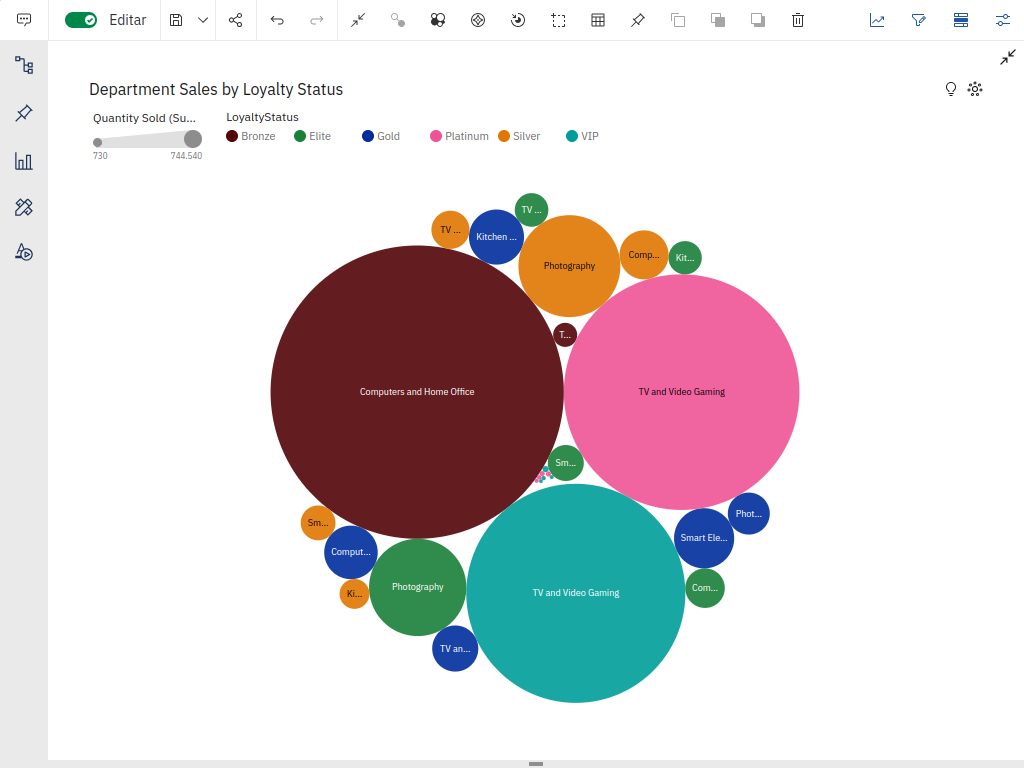 Editar
Department Sales by Loyalty Status
Quantity Sold (Su...
730
744.540
LoyaltyStatus
Bronze
Elite
Gold
Platinum
Silver
VIP
TV ...
TV ...
Kitchen ...
Photography
Comp...
Kit...
T...
Computers and Home Office
TV and Video Gaming
Sm...
Phot...
Sm...
Smart Ele...
Comput...
Photography
Com...
Ki...
TV and Video Gaming
TV an...